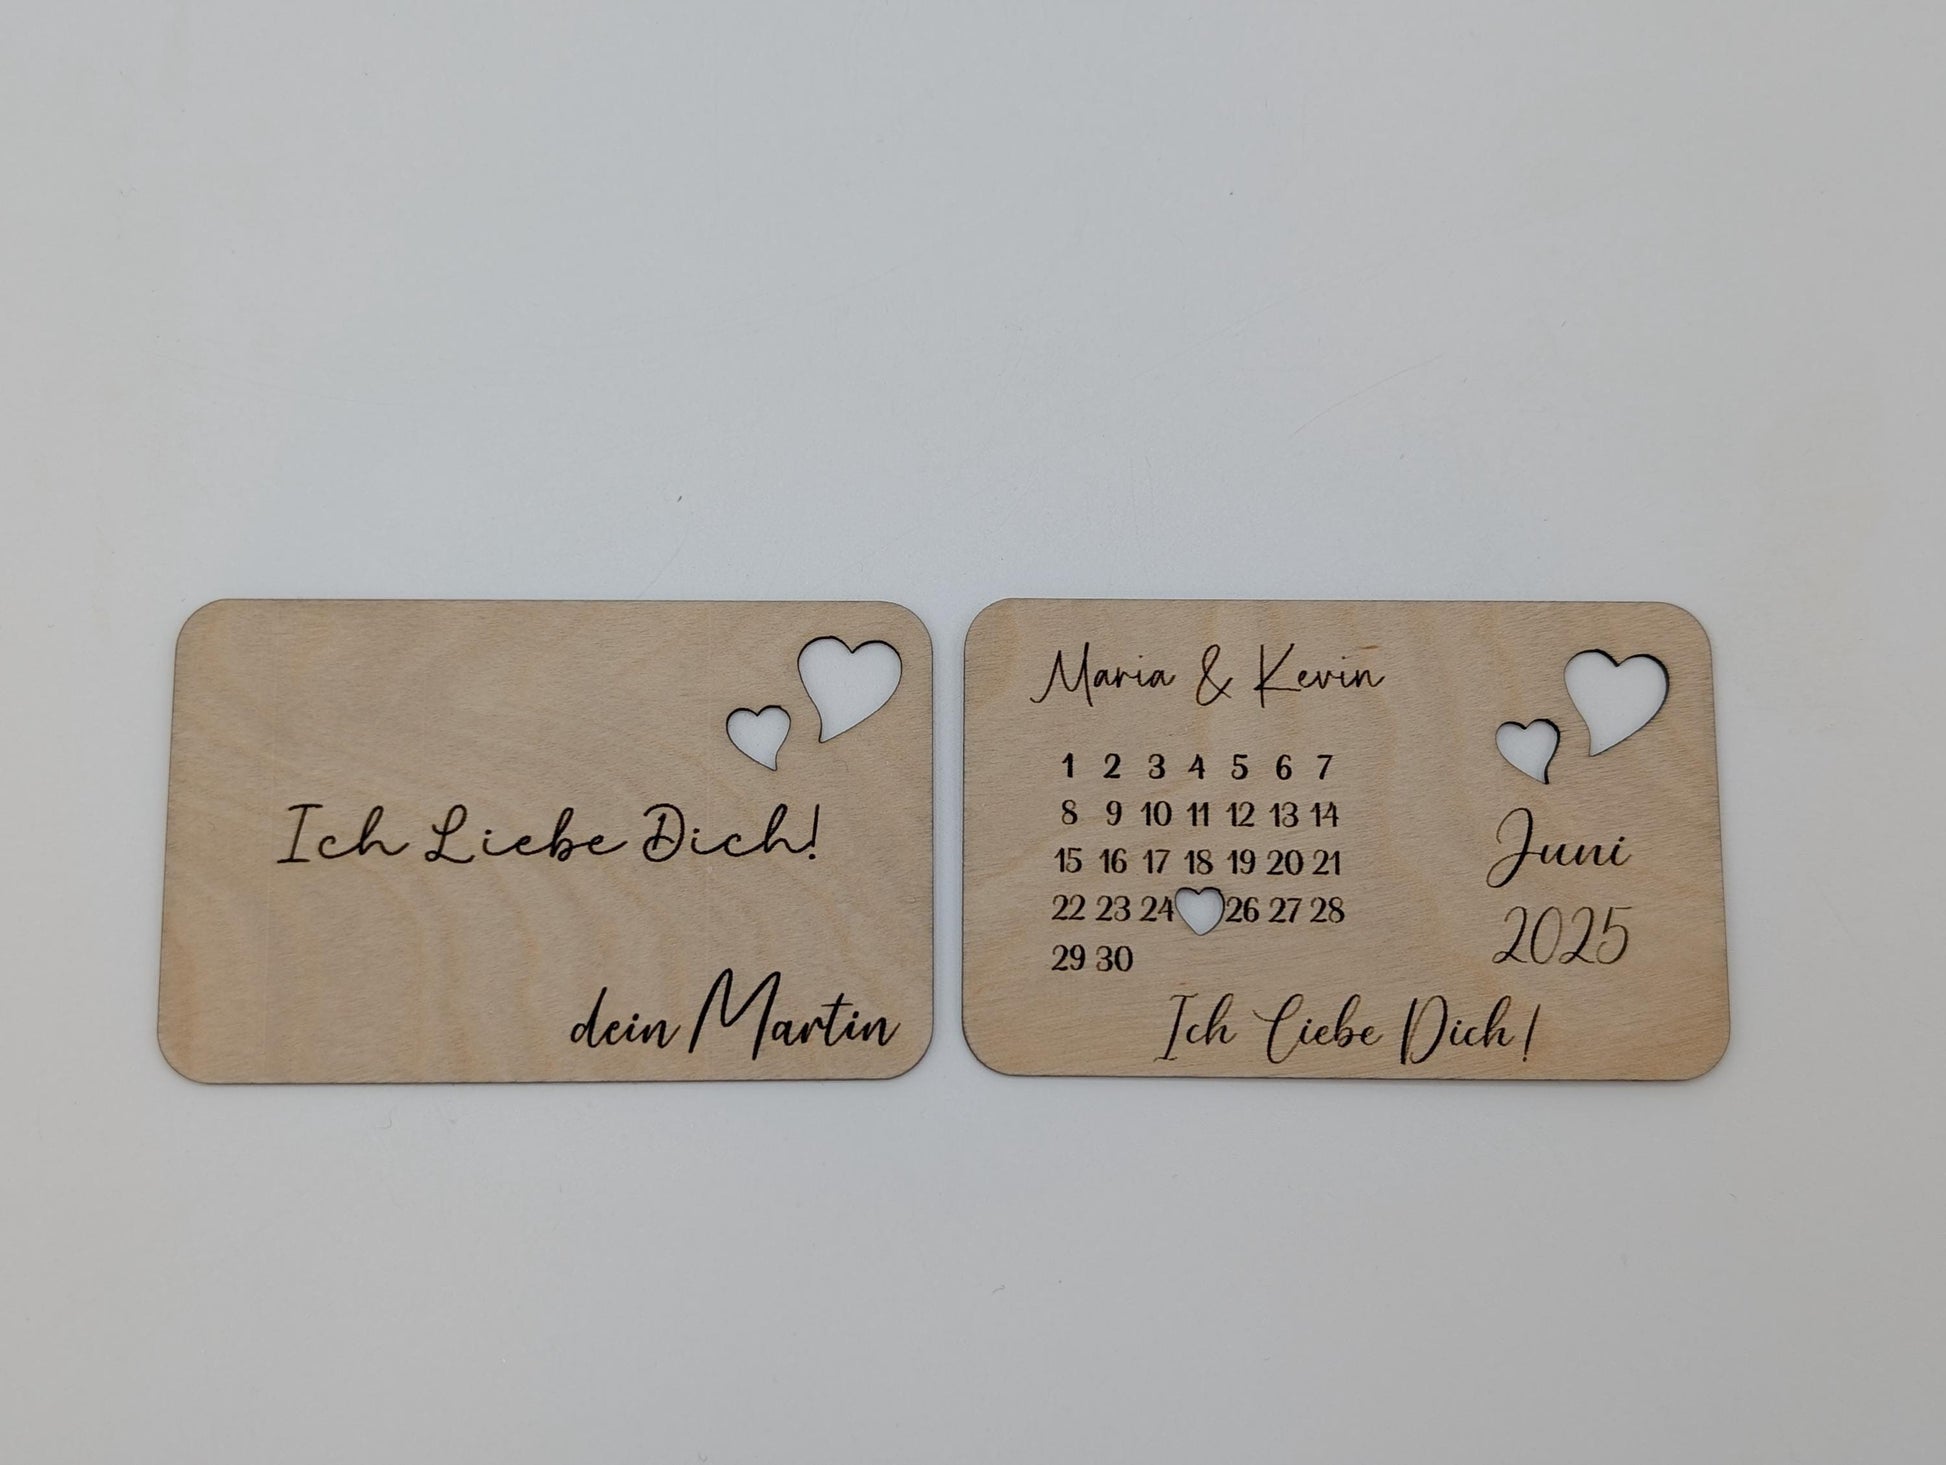 Ich Liebe Dich!
dein Martin
Maria & Kevin
1 2 3 4 5 6 7
8 9 10 11 12 13 14
15 16 17 18 19 20 21
22 23 24 26 27 28
29 30
Juni
2025
Ich Liebe Dich!